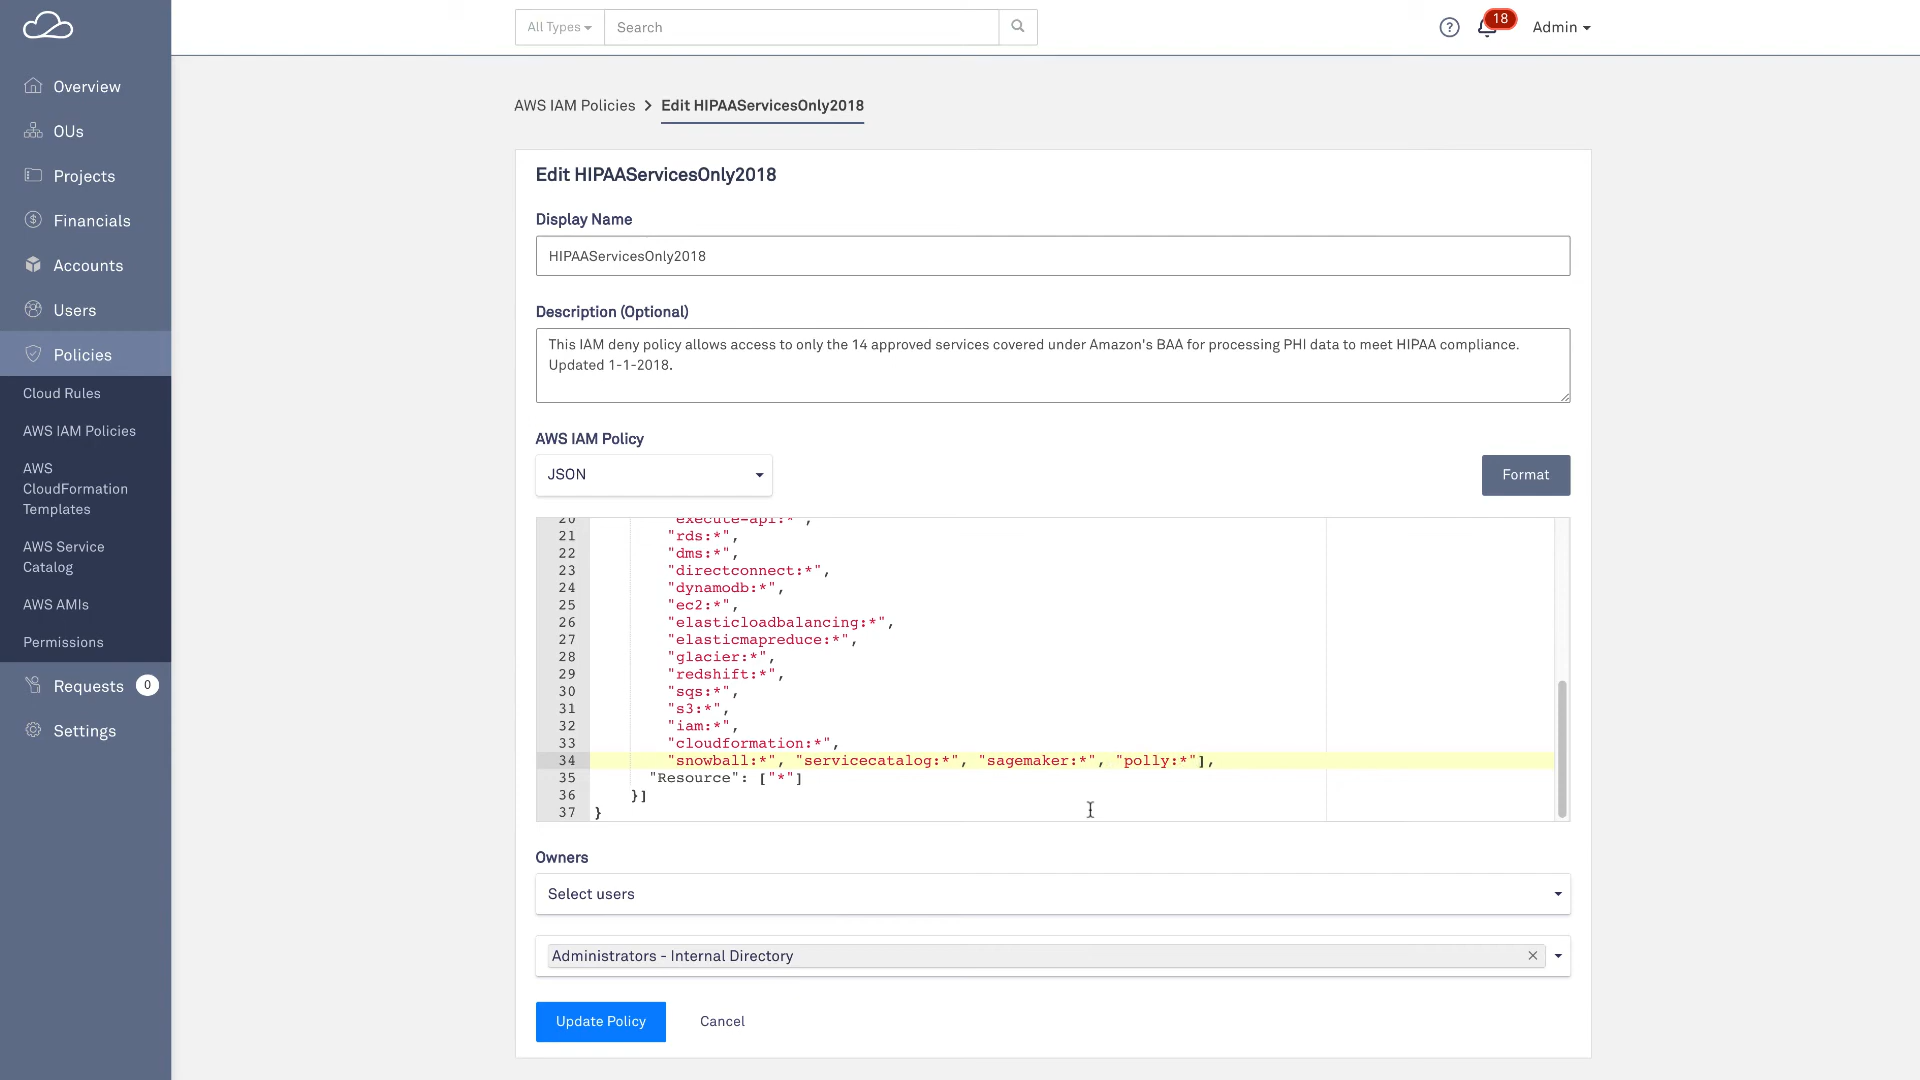 All Types
Search
18
Admin
Overview
OUs
Projects
Financials
Accounts
Users
Policies
Cloud Rules
AWS IAM Policies
AWS
CloudFormation
Templates
AWS Service
Catalog
AWS AMIs
Permissions
Requests 0
Settings
AWS IAM Policies > Edit HIPAAServicesOnly2018
Edit HIPAAServicesOnly2018
Display Name
HIPAAServicesOnly2018
Description (Optional)
This IAM deny policy allows access to only the 14 approved services covered under Amazon's BAA for processing PHI data to meet HIPAA compliance.
Updated 1-1-2018.
AWS IAM Policy
JSON
Format
20 "execute-api:*",
21 "rds:*",
22 "dms:*",
23 "directconnect:*",
24 "dynamodb:*",
25 "ec2:*",
26 "elasticloadbalancing:*",
27 "elasticmapreduce:*",
28 "glacier:*",
29 "redshift:*",
30 "sqs:*",
31 "s3:*",
32 "iam:*",
33 "cloudformation:*",
34 "snowball:*", "servicecatalog:*", "sagemaker:*", "polly:*"],
35 "Resource": ["*"]
36 }]
37 }
Owners
Select users
Administrators - Internal Directory
Update Policy
Cancel